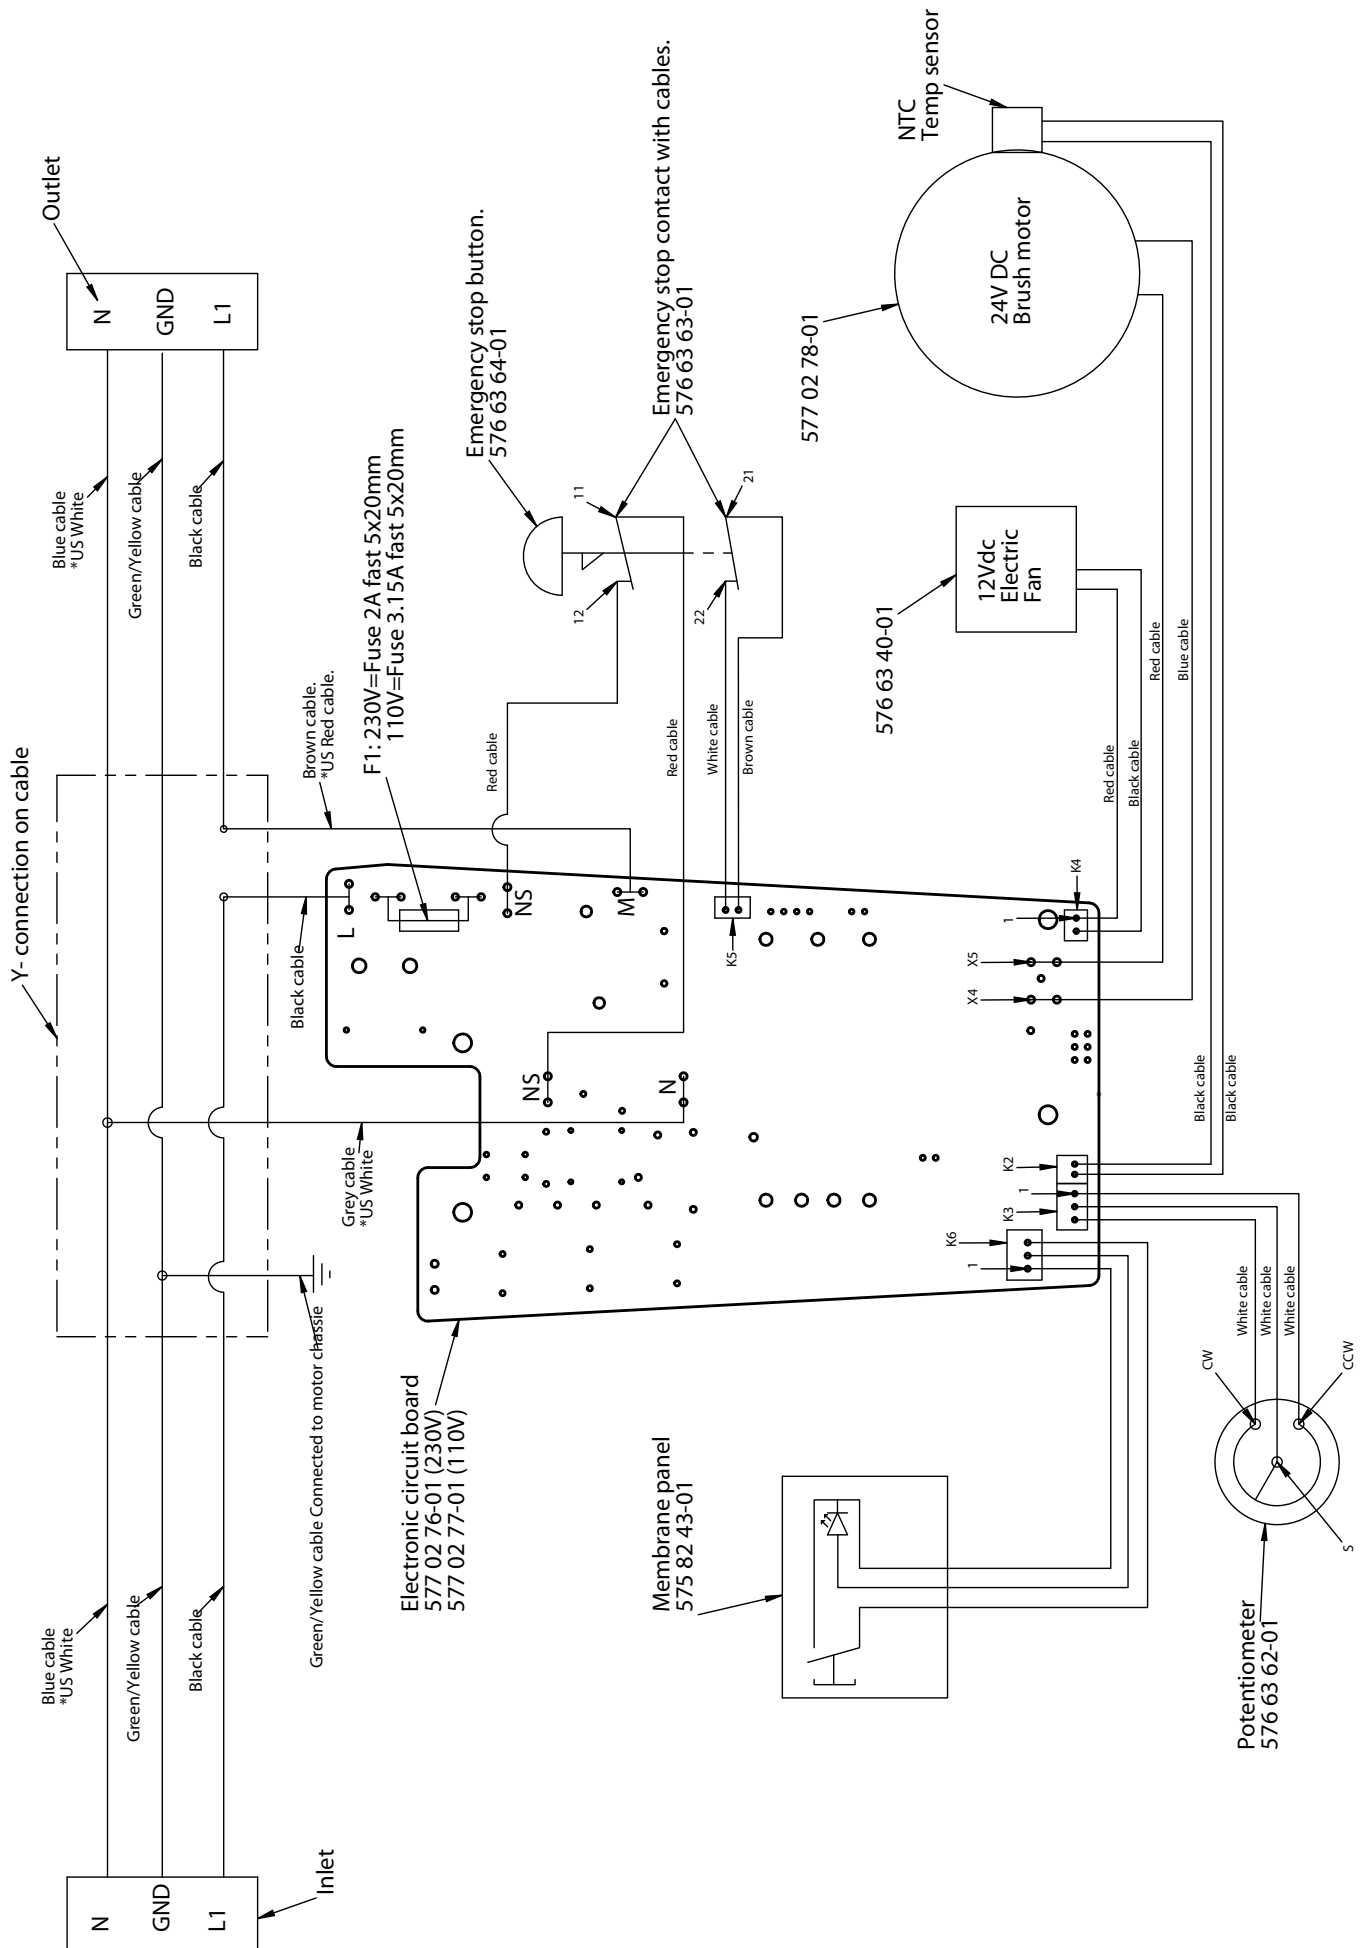 Y- connection on cable
Outlet
N
GND
L1
Blue cable
*US White
Green/Yellow cable
Black cable
Brown cable.
*US Red cable.
F1: 230V=Fuse 2A fast 5x20mm
110V=Fuse 3.15A fast 5x20mm
Emergency stop button.
576 63 64-01
Emergency stop contact with cables.
576 63 63-01
11
12
21
22
Red cable
Red cable
White cable
Brown cable
Black cable
L
NS
M
K5
NS
N
Grey cable
*US White
Blue cable
*US White
Green/Yellow cable
Black cable
Green/Yellow cable Connected to motor chassie
N
GND
L1
Inlet
Electronic circuit board
577 02 76-01 (230V)
577 02 77-01 (110V)
Membrane panel
575 82 43-01
Potentiometer
576 63 62-01
CW
CCW
S
White cable
White cable
White cable
K6
1
K3
1
K2
X4
X5
1
K4
Black cable
Black cable
Red cable
Black cable
Red cable
Blue cable
576 63 40-01
12Vdc
Electric
Fan
577 02 78-01
24V DC
Brush motor
NTC
Temp sensor